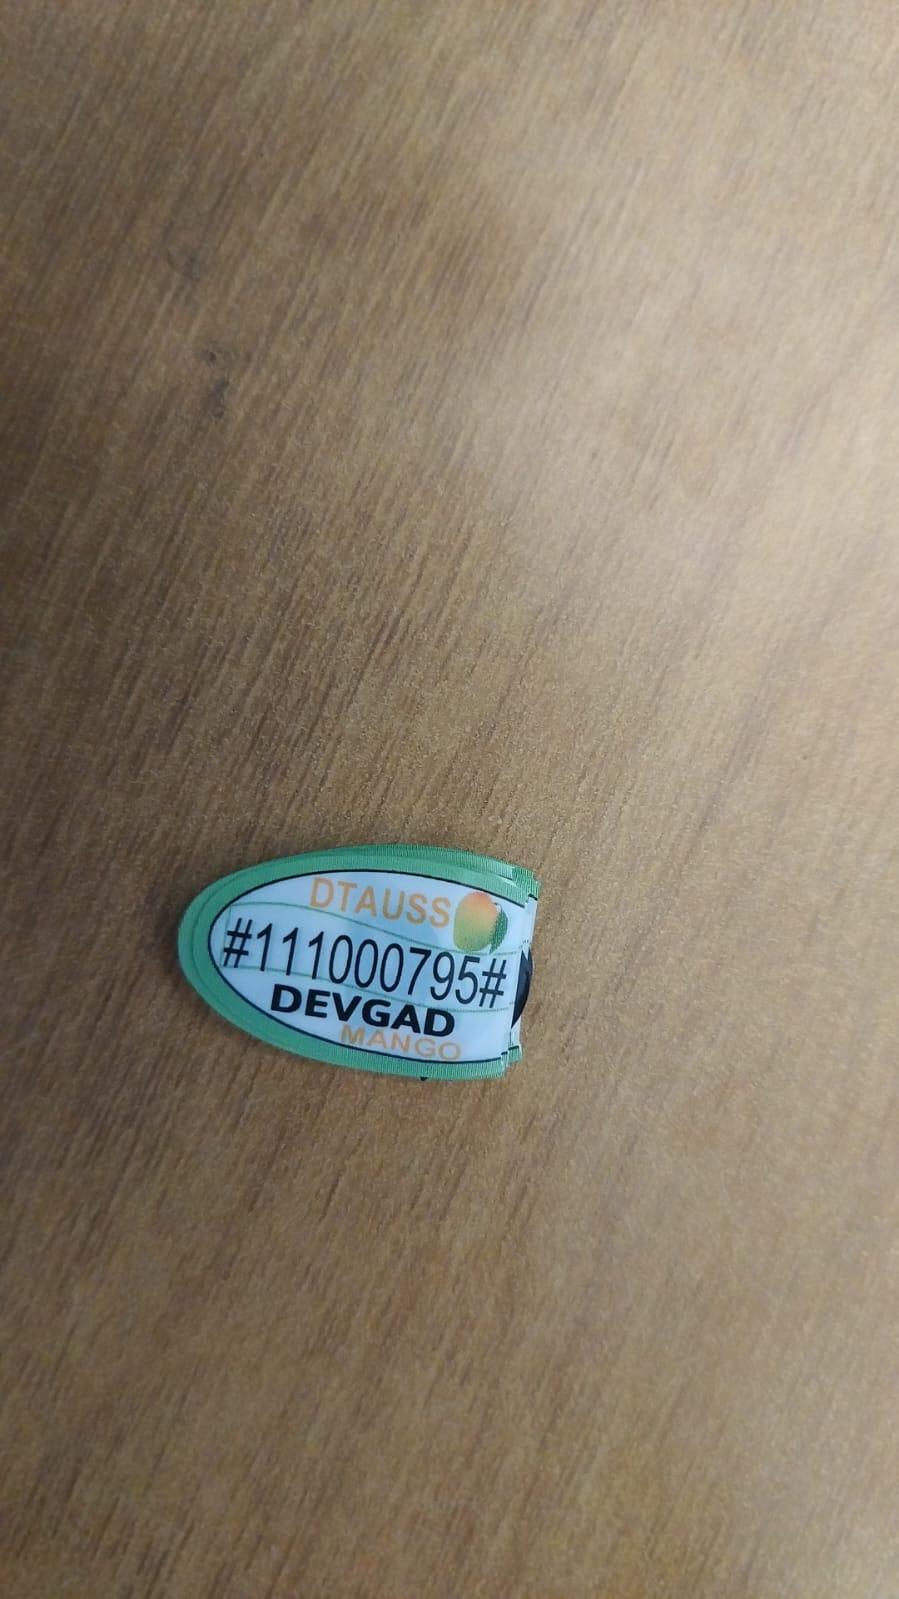 DTAUSS
#111000795#
DEVGAD
MANGO